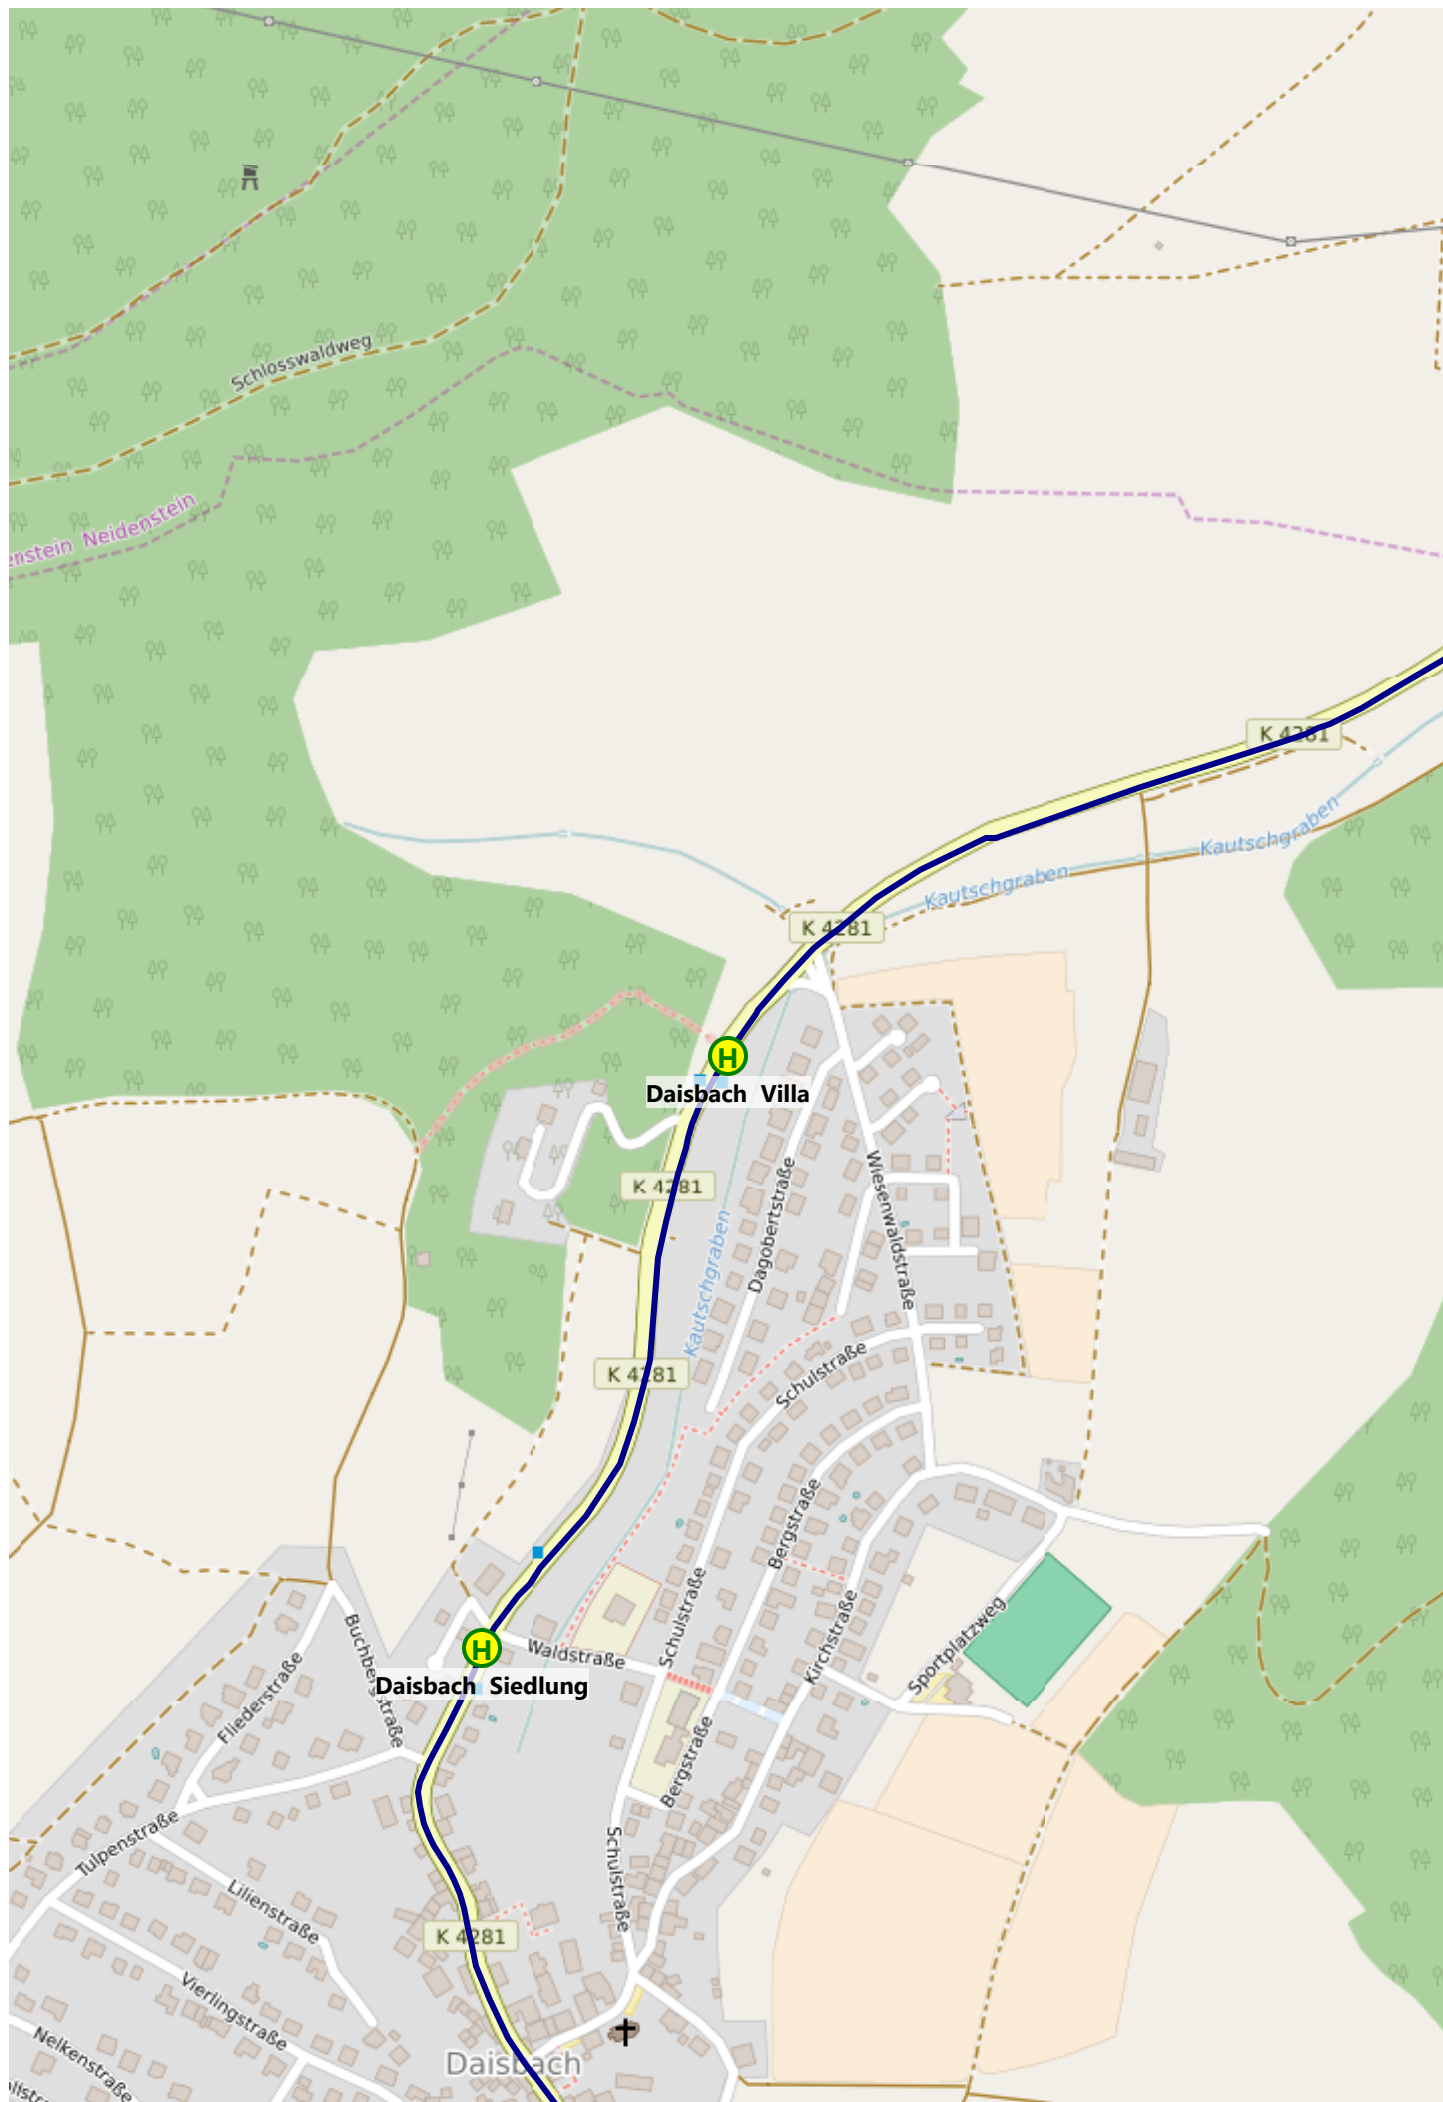 Schlosswaldweg
enstein Neidenstein
K 4281
Kautschgraben
Kautschgraben
K 4281
H
Daisbach Villa
K 4281
Wiesenwaldstraße
Dagobertstraße
Kautschgraben
K 4281
Schulstraße
Bergstraße
Schulstraße
Kirchstraße
Sportplatzweg
H
Waldstraße
Daisbach Siedlung
Buchbergstraße
Fliederstraße
Bergstraße
Tulpenstraße
Schulstraße
Lilienstraße
K 4281
Vierlingstraße
Nelkenstraße
Daisbach